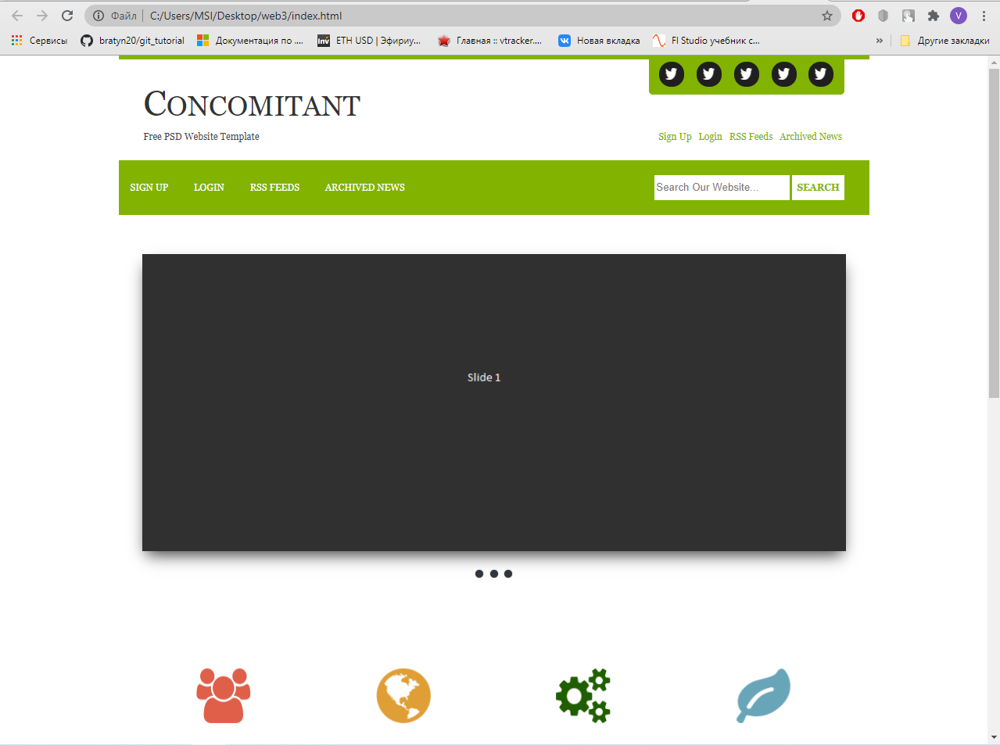 Файл | C:/Users/MSI/Desktop/web3/index.html V
Сервисы bratyn20/git_tutorial Документация по .... Inv ETH USD | Эфириу... Главная :: vtracker.... Новая вкладка Fl Studio учебник с... » Другие закладки
CONCOMITANT
Free PSD Website Template
Sign Up Login RSS Feeds Archived News
SIGN UP LOGIN RSS FEEDS ARCHIVED NEWS Search Our Website... SEARCH
Slide 1